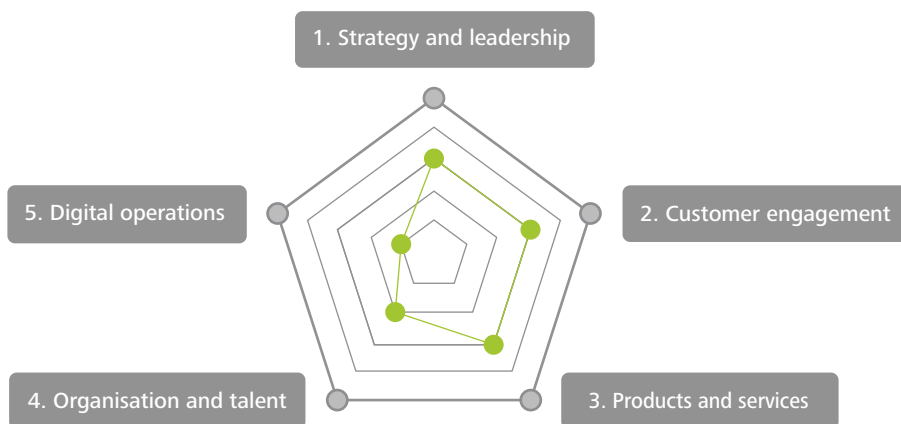 1. Strategy and leadership
5. Digital operations
2. Customer engagement
4. Organisation and talent
3. Products and services